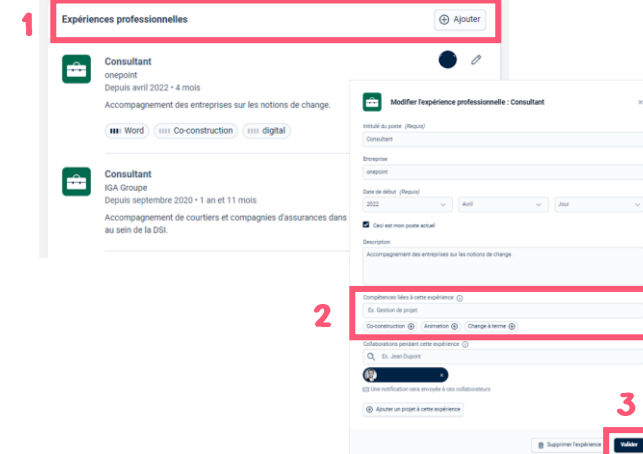 1
Expériences professionnelles
Ajouter
Consultant
onepoint
Depuis avril 2022 • 4 mois
Accompagnement des entreprises sur les notions de change.
Word
Co-construction
digital
Consultant
IGA Groupe
Depuis septembre 2020 • 1 an et 11 mois
Accompagnement de courtiers et compagnies d'assurances dans
au sein de la DSI.
Modifier l'expérience professionnelle : Consultant
Intitulé du poste (Requis)
Consultant
Entreprise
onepoint
Date de début (Requis)
2022
Avril
Jour
Ceci est mon poste actuel
Description
Accompagnement des entreprises sur les notions de change.
2
Compétences liées à cette expérience
Ex. Gestion de projet
Co-construction
Animation
Change à terme
Collaborations pendant cette expérience
Ex. Jean Dupont
Une notification sera envoyée à ces collaborateurs
Ajouter un projet à cette expérience
3
Supprimer l'expérience
Valider